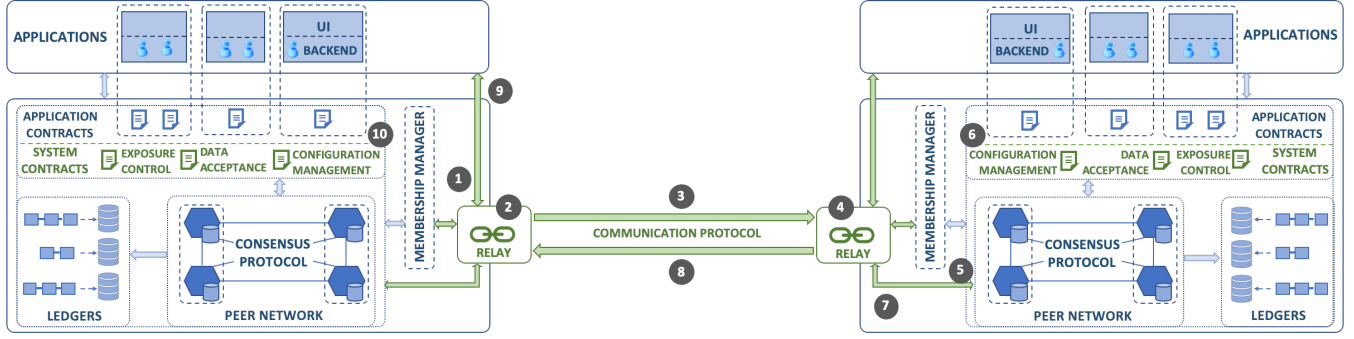 APPLICATIONS
UI
BACKEND
9
APPLICATION
CONTRACTS
10
SYSTEM
CONTRACTS
EXPOSURE
CONTROL
DATA
ACCEPTANCE
CONFIGURATION
MANAGEMENT
MEMBERSHIP MANAGER
1
2
RELAY
CONSENSUS
PROTOCOL
LEDGERS
PEER NETWORK
3
COMMUNICATION PROTOCOL
8
UI
BACKEND
APPLICATIONS
4
RELAY
MEMBERSHIP MANAGER
5
7
6
APPLICATION
CONTRACTS
CONFIGURATION
MANAGEMENT
DATA
ACCEPTANCE
EXPOSURE
CONTROL
SYSTEM
CONTRACTS
CONSENSUS
PROTOCOL
PEER NETWORK
LEDGERS